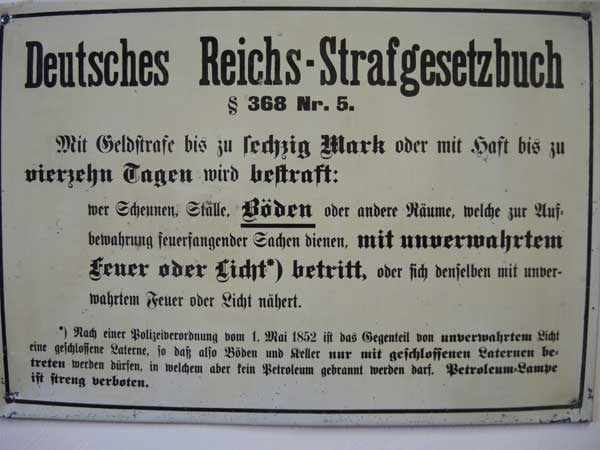 Deutsches Reichs-Strafgesetzbuch
§ 368 Nr. 5.
Mit Geldstrafe bis zu sechzig Mark oder mit Haft bis zu
vierzehn Tagen wird bestraft:
wer Scheunen, Ställe, Böden oder andere Räume, welche zur Auf-
bewahrung feuerfangender Sachen dienen, mit unverwahrtem
Feuer oder Licht*) betritt, oder sich denselben mit unver-
wahrtem Feuer oder Licht nähert.
*) Nach einer Polizeiverordnung vom 1. Mai 1852 ist das Gegenteil von unverwahrtem Licht
eine geschlossene Laterne, so daß also Böden und Keller nur mit geschlossenen Laternen be-
treten werden dürfen, in welchem aber kein Petroleum gebrannt werden darf. Petroleum-Lampe
ist streng verboten.